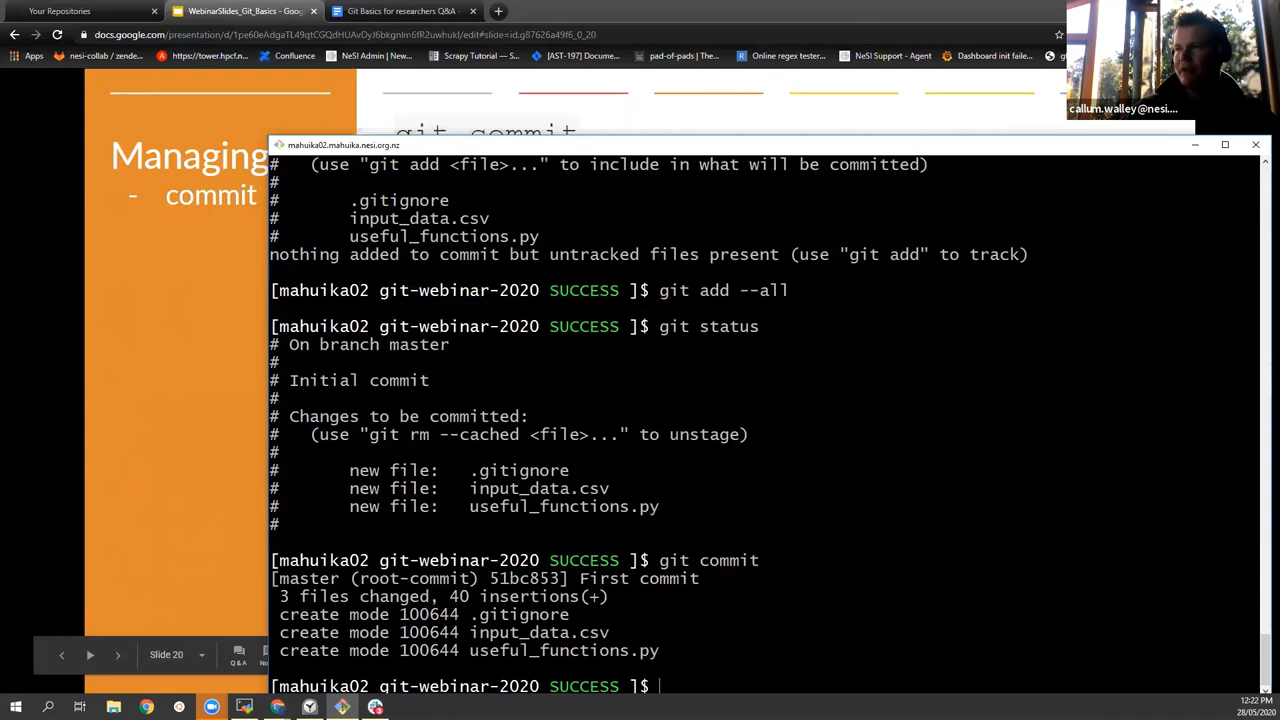 Your Repositories
WebinarSlides_Git_Basics - Goog
Git Basics for researchers Q&A -
docs.google.com/presentation/d/1pe60eAdgaTL49qtCGQdHUAvDyJ6bkgnIm6fR2uwhukI/edit#slide=id.g87626a49f6_0_20
Apps
nesi-collab / zende...
https://tower.hpcf.n...
Confluence
NeSI Admin | New...
Scrapy Tutorial — S...
[AST-197] Docume...
pad-of-pads | The...
Online regex tester...
NeSI Support - Agent
Dashboard init faile...
callum.walley@nesi....
git commit
Managing
- commit
mahuika02.mahuika.nesi.org.nz
# (use "git add <file>..." to include in what will be committed)
#
# .gitignore
# input_data.csv
# useful_functions.py
nothing added to commit but untracked files present (use "git add" to track)
[mahuika02 git-webinar-2020 SUCCESS ]$ git add --all
[mahuika02 git-webinar-2020 SUCCESS ]$ git status
# On branch master
#
# Initial commit
#
# Changes to be committed:
# (use "git rm --cached <file>..." to unstage)
#
# new file: .gitignore
# new file: input_data.csv
# new file: useful_functions.py
#
[mahuika02 git-webinar-2020 SUCCESS ]$ git commit
[master (root-commit) 51bc853] First commit
3 files changed, 40 insertions(+)
create mode 100644 .gitignore
create mode 100644 input_data.csv
create mode 100644 useful_functions.py
[mahuika02 git-webinar-2020 SUCCESS ]$
Slide 20
Q&A
12:22 PM
28/05/2020